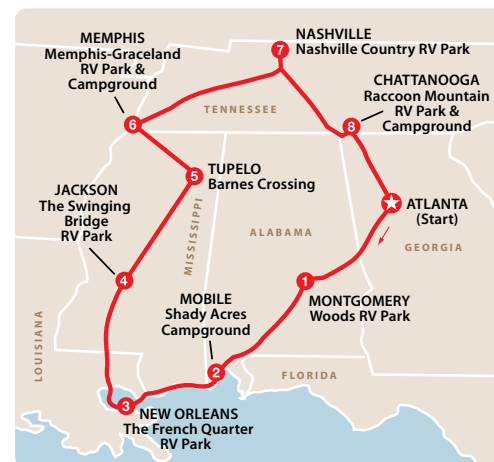 MEMPHIS
Memphis-Graceland
RV Park &
Campground
NASHVILLE
Nashville Country RV Park
7
CHATTANOOGA
Raccoon Mountain
RV Park &
Campground
TENNESSEE
6
8
5
TUPELO
Barnes Crossing
JACKSON
The Swinging
Bridge
RV Park
ATLANTA
(Start)
MISSISSIPPI
ALABAMA
GEORGIA
4
1
MONTGOMERY
Woods RV Park
MOBILE
Shady Acres
Campground
LOUISIANA
2
FLORIDA
3
NEW ORLEANS
The French Quarter
RV Park